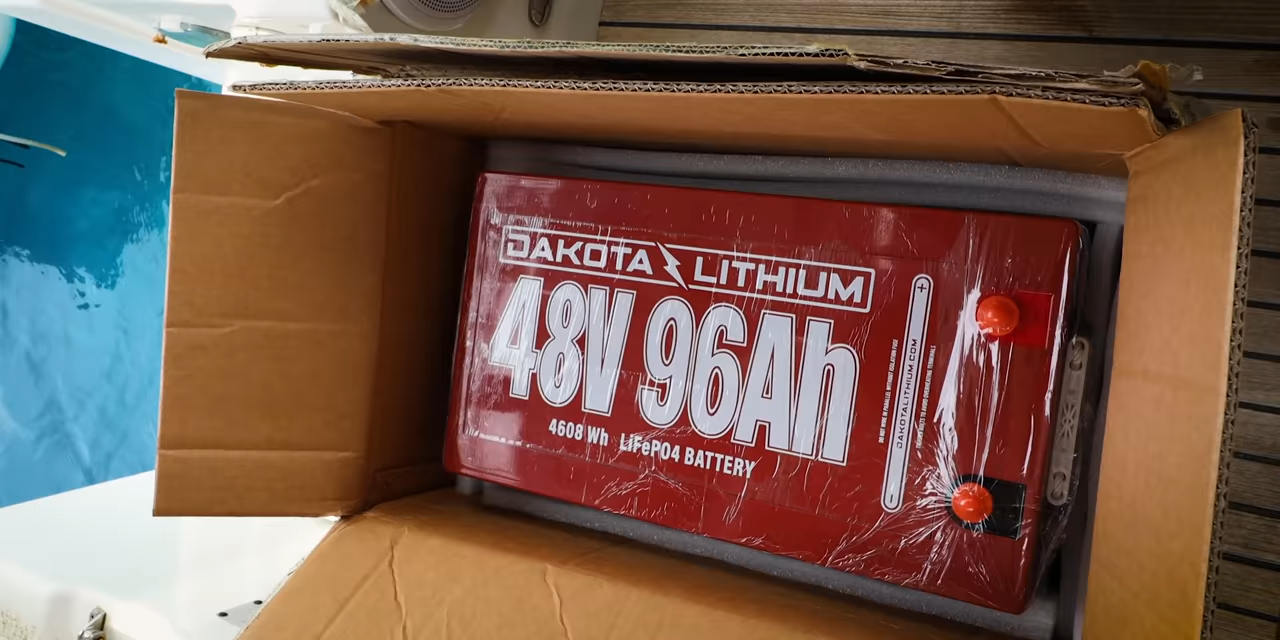 DAKOTA LITHIUM
48V 96Ah
4608 Wh LiFePO4 BATTERY
+
DAKOTALITHIUM.COM
-